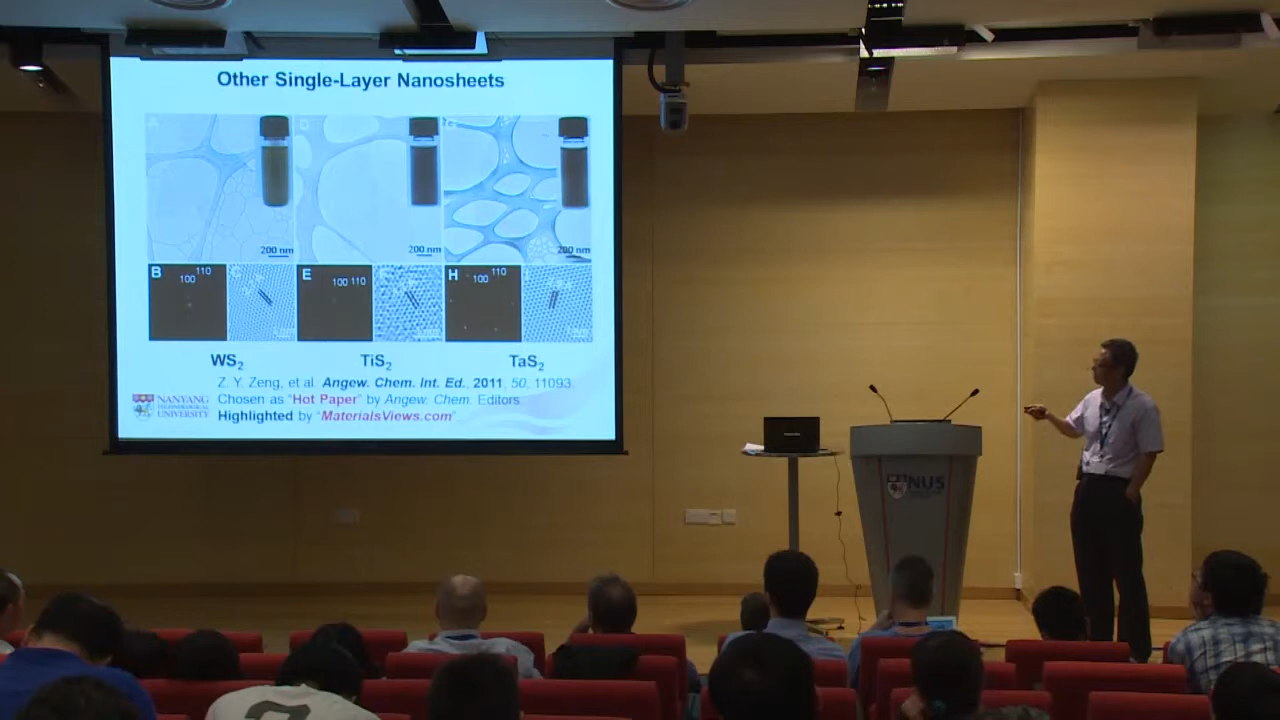 Other Single-Layer Nanosheets
A
D
G
200 nm
200 nm
200 nm
B
110
100
C
E
100 110
F
H
110
100
I
WS2
TiS2
TaS2
Z. Y. Zeng, et al. Angew. Chem. Int. Ed., 2011, 50, 11093.
Chosen as "Hot Paper" by Angew. Chem. Editors.
Highlighted by "MaterialsViews.com"
NANYANG
TECHNOLOGICAL
UNIVERSITY
NUS
2